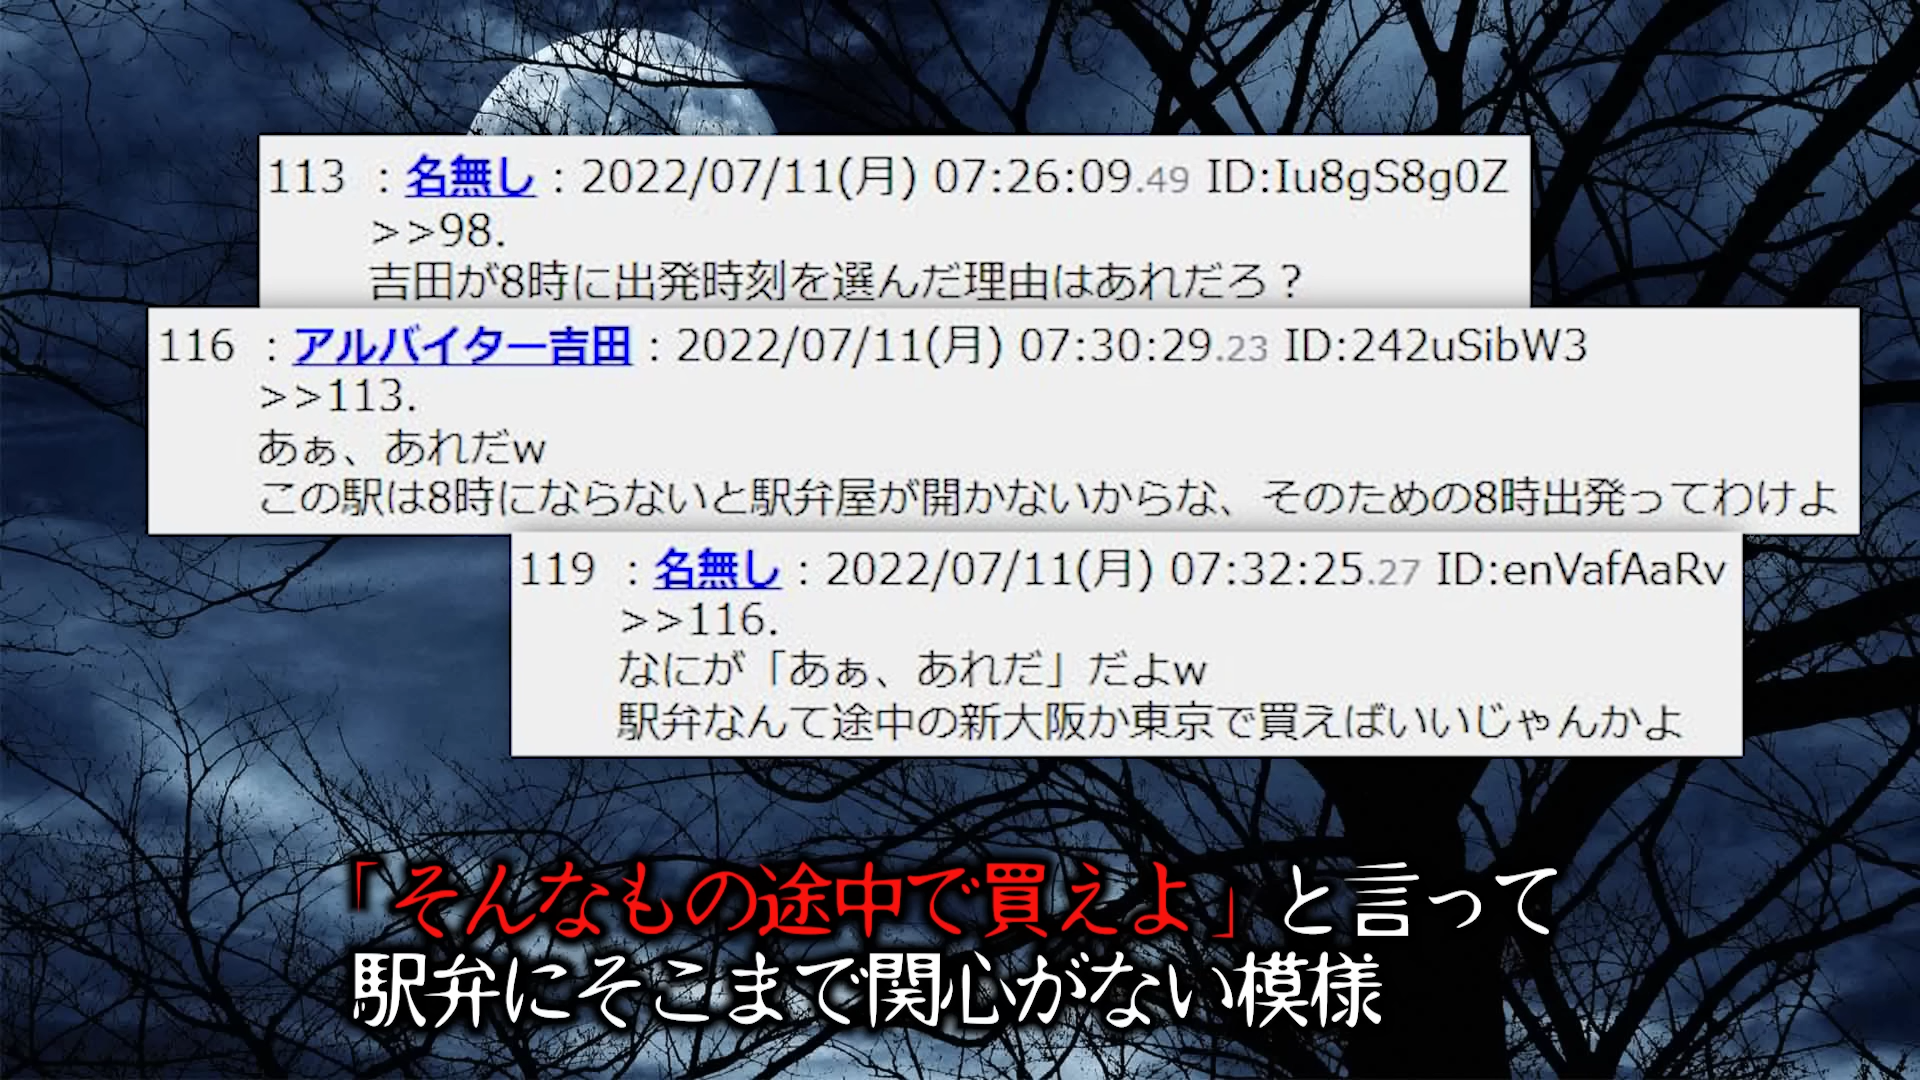 113 ：名無し：2022/07/11(月) 07:26:09.49 ID:Iu8gS8g0Z
>>98.
吉田が8時に出発時刻を選んだ理由はあれだろ？
116 ：アルバイター吉田：2022/07/11(月) 07:30:29.23 ID:242uSibW3
>>113.
あぁ、あれだw
この駅は8時にならないと駅弁屋が開かないからな、そのための8時出発ってわけよ
119 ：名無し：2022/07/11(月) 07:32:25.27 ID:enVafAaRv
>>116.
なにが「あぁ、あれだ」だよw
駅弁なんて途中の新大阪か東京で買えばいいじゃんかよ
「そんなもの途中で買えよ」と言って
駅弁にそこまで関心がない模様